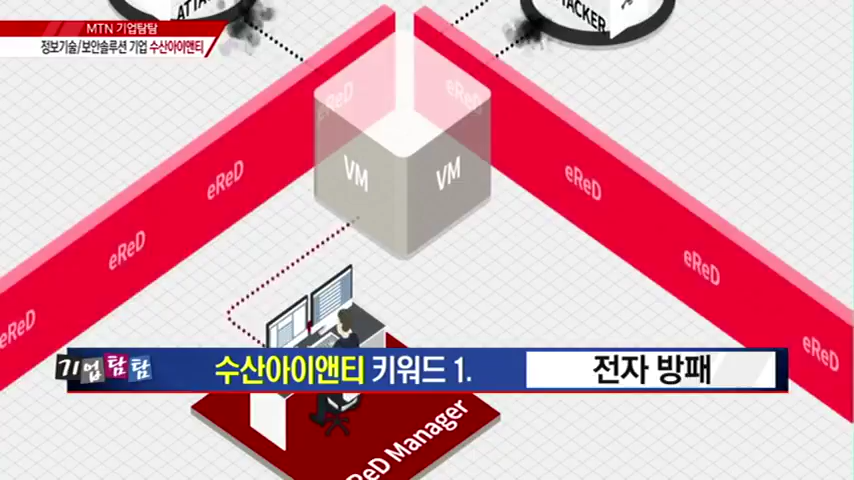 MTN 기업탐탐
정보기술/보안솔루션 기업 수산아이앤티
ATTACKER
eReD
eReD
VM
VM
eReD
eReD
eReD
eReD
eReD
eReD
기업탐탐 수산아이앤티 키워드 1. 전자 방패
eReD Manager